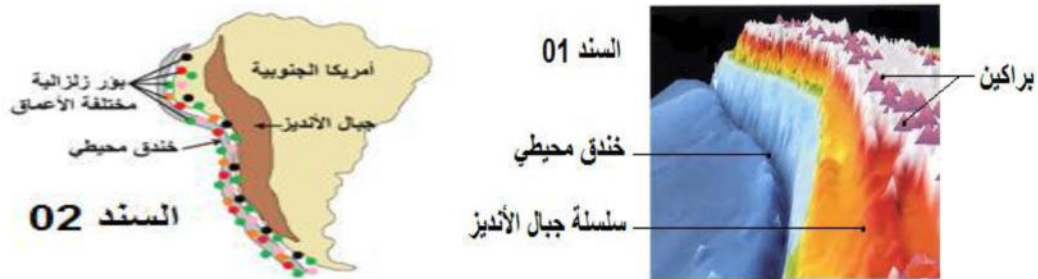 السند 01
براكين
خندق محيطي
سلسلة جبال الأنديز
أمريكا الجنوبية
بؤر زلزالية
مختلفة الأعماق
جبال الأنديز
خندق محيطي
السند 02